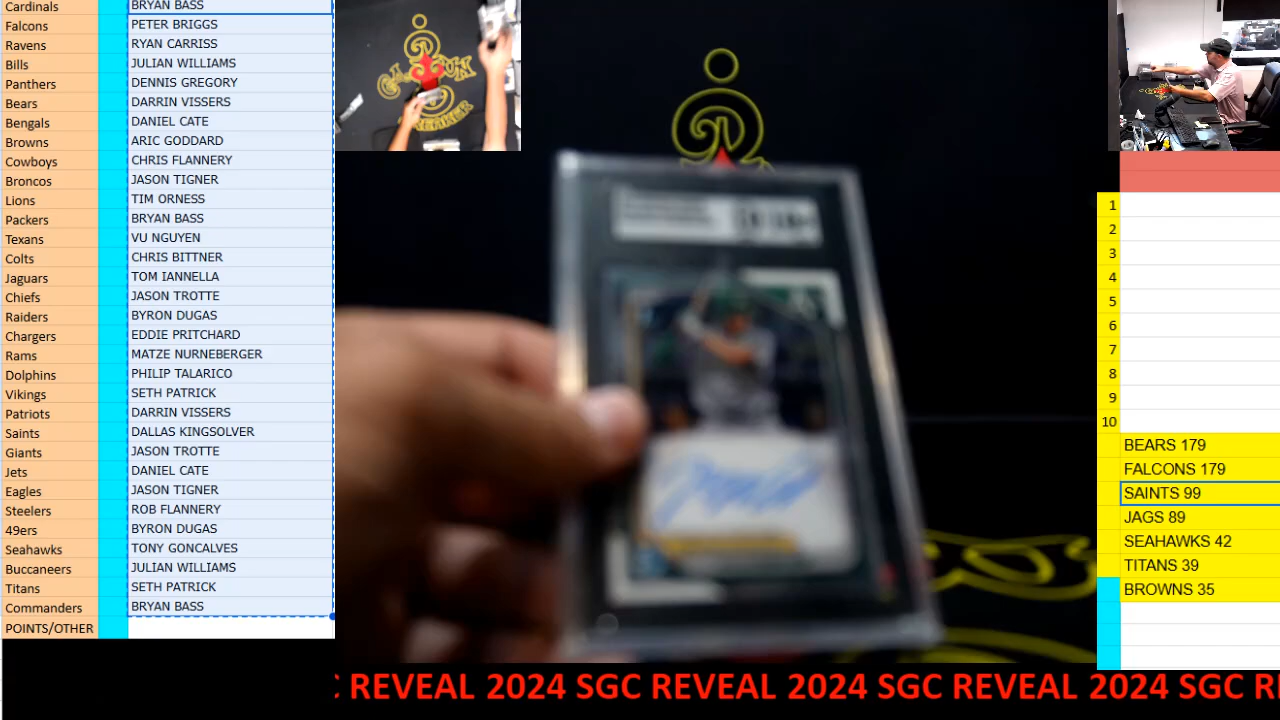 Cardinals BRYAN BASS
Falcons PETER BRIGGS
Ravens RYAN CARRISS
Bills JULIAN WILLIAMS
Panthers DENNIS GREGORY
Bears DARRIN VISSERS
Bengals DANIEL CATE
Browns ARIC GODDARD
Cowboys CHRIS FLANNERY
Broncos JASON TIGNER
Lions TIM ORNESS
Packers BRYAN BASS
Texans VU NGUYEN
Colts CHRIS BITTNER
Jaguars TOM IANNELLA
Chiefs JASON TROTTE
Raiders BYRON DUGAS
Chargers EDDIE PRITCHARD
Rams MATZE NURNEBERGER
Dolphins PHILIP TALARICO
Vikings SETH PATRICK
Patriots DARRIN VISSERS
Saints DALLAS KINGSOLVER
Giants JASON TROTTE
Jets DANIEL CATE
Eagles JASON TIGNER
Steelers ROB FLANNERY
49ers BYRON DUGAS
Seahawks TONY GONCALVES
Buccaneers JULIAN WILLIAMS
Titans SETH PATRICK
Commanders BRYAN BASS
POINTS/OTHER
1
2
3
4
5
6
7
8
9
10
BEARS 179
FALCONS 179
SAINTS 99
JAGS 89
SEAHAWKS 42
TITANS 39
BROWNS 35
REVEAL 2024 SGC REVEAL 2024 SGC REVEAL 2024 SGC